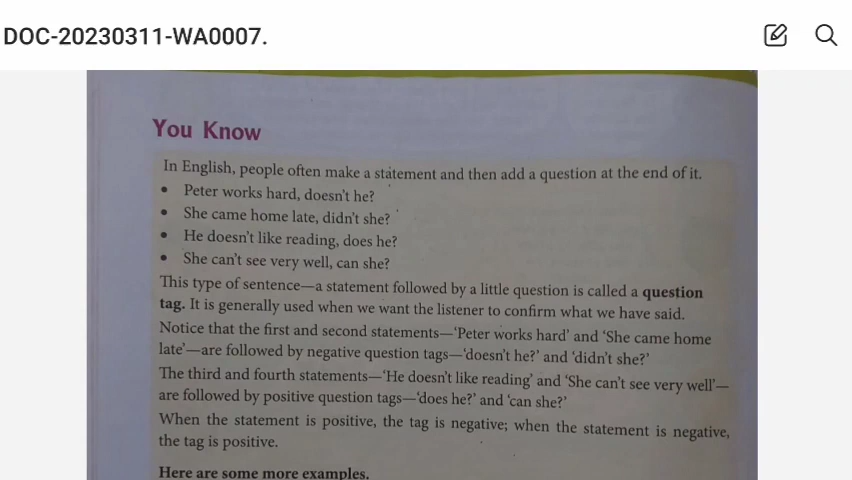 DOC-20230311-WA0007.
You Know
In English, people often make a statement and then add a question at the end of it.
• Peter works hard, doesn't he?
• She came home late, didn't she?
• He doesn't like reading, does he?
• She can't see very well, can she?
This type of sentence—a statement followed by a little question is called a question
tag. It is generally used when we want the listener to confirm what we have said.
Notice that the first and second statements—'Peter works hard' and 'She came home
late'—are followed by negative question tags—'doesn't he?' and 'didn't she?'
The third and fourth statements—'He doesn't like reading' and 'She can't see very well'—
are followed by positive question tags—'does he?' and 'can she?'
When the statement is positive, the tag is negative; when the statement is negative,
the tag is positive.
Here are some more examples.